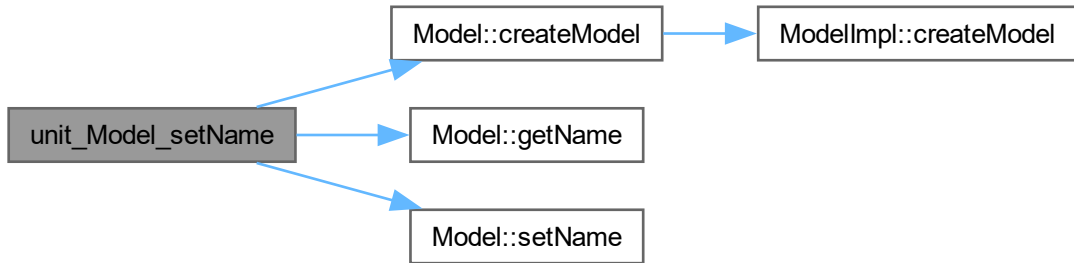 Model::createModel
ModelImpl::createModel
unit_Model_setName
Model::getName
Model::setName